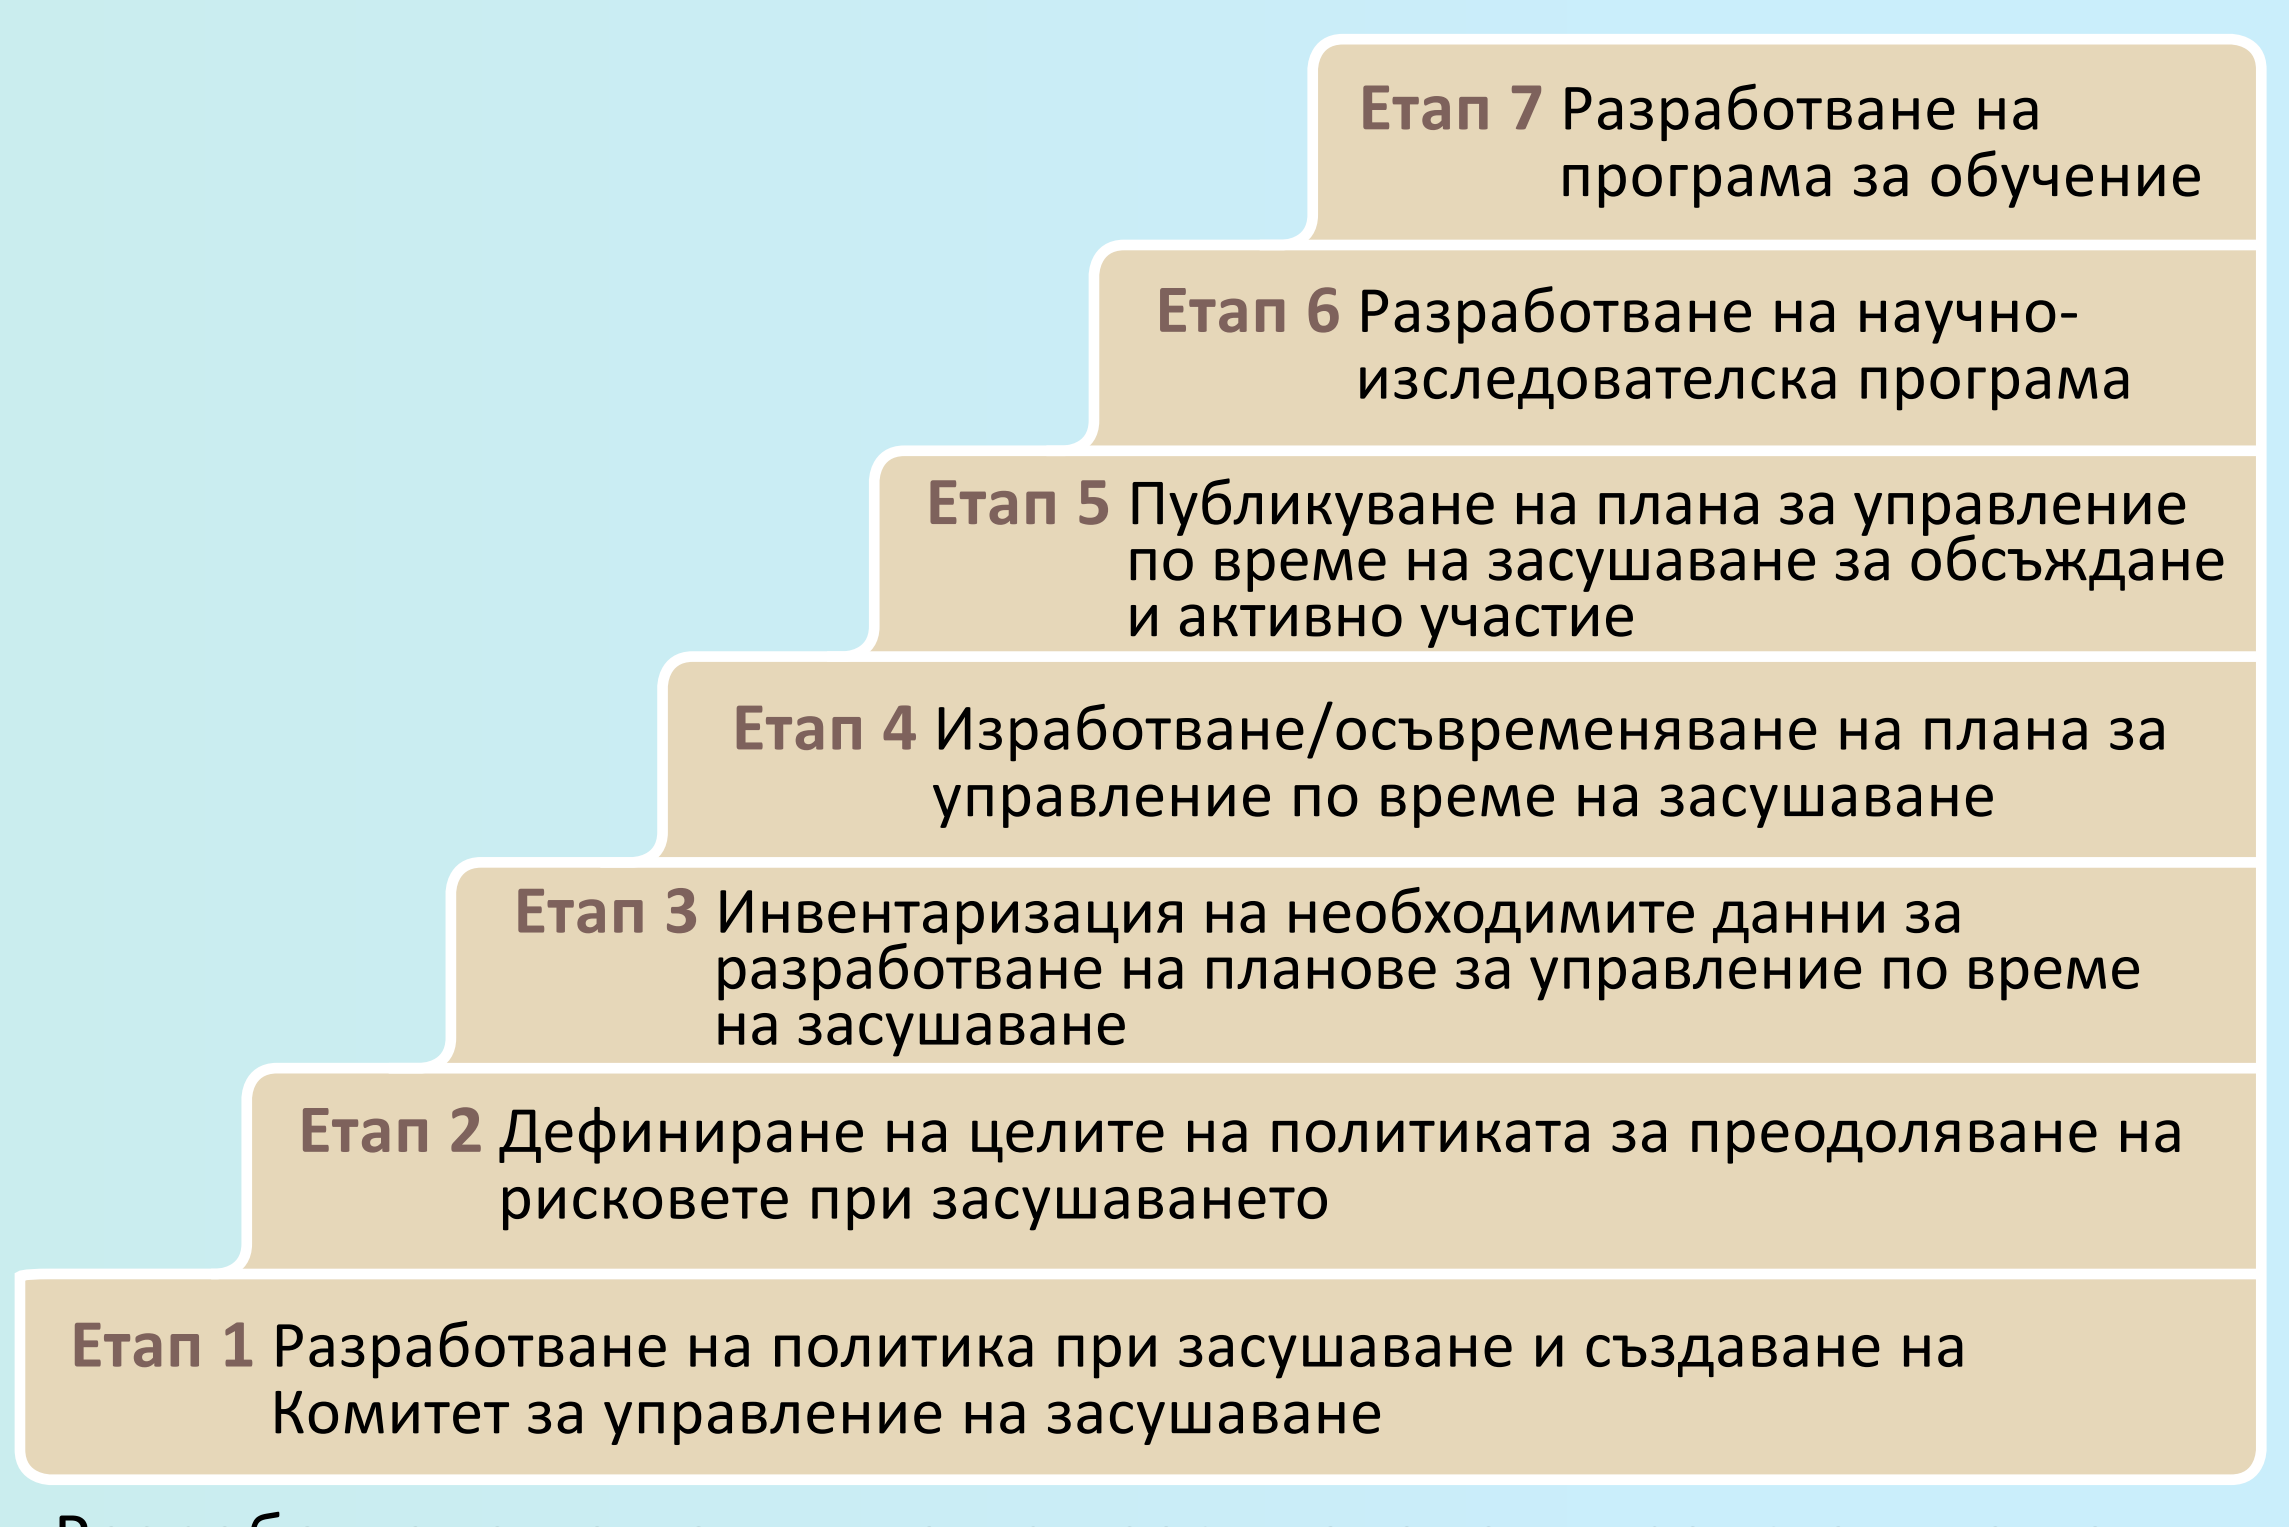 Етап 7 Разработване на
програма за обучение
Етап 6 Разработване на научно-
изследователска програма
Етап 5 Публикуване на плана за управление
по време на засушаване за обсъждане
и активно участие
Етап 4 Изработване/осъвременяване на плана за
управление по време на засушаване
Етап 3 Инвентаризация на необходимите данни за
разработване на планове за управление по време
на засушаване
Етап 2 Дефиниране на целите на политиката за преодоляване на
рисковете при засушаването
Етап 1 Разработване на политика при засушаване и създаване на
Комитет за управление на засушаване